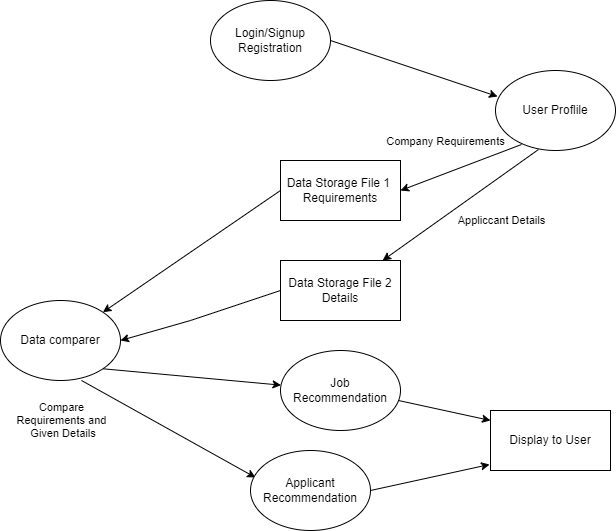 Login/Signup
Registration
User Proflile
Company Requirements
Data Storage File 1
Requirements
Appliccant Details
Data Storage File 2
Details
Data comparer
Job
Recommendation
Compare
Requirements and
Given Details
Display to User
Applicant
Recommendation